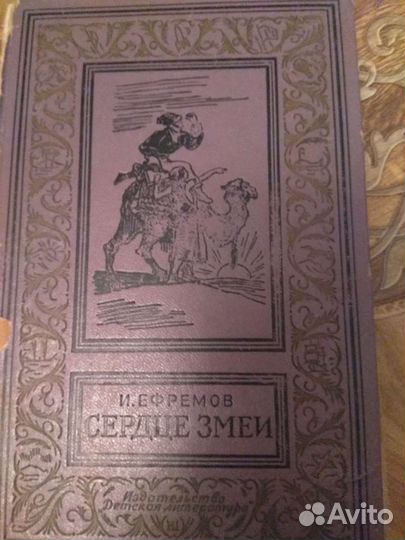 И. ЕФРЕМОВ
СЕРДЦЕ ЗМЕИ
Издательство
Детская литература
Avito